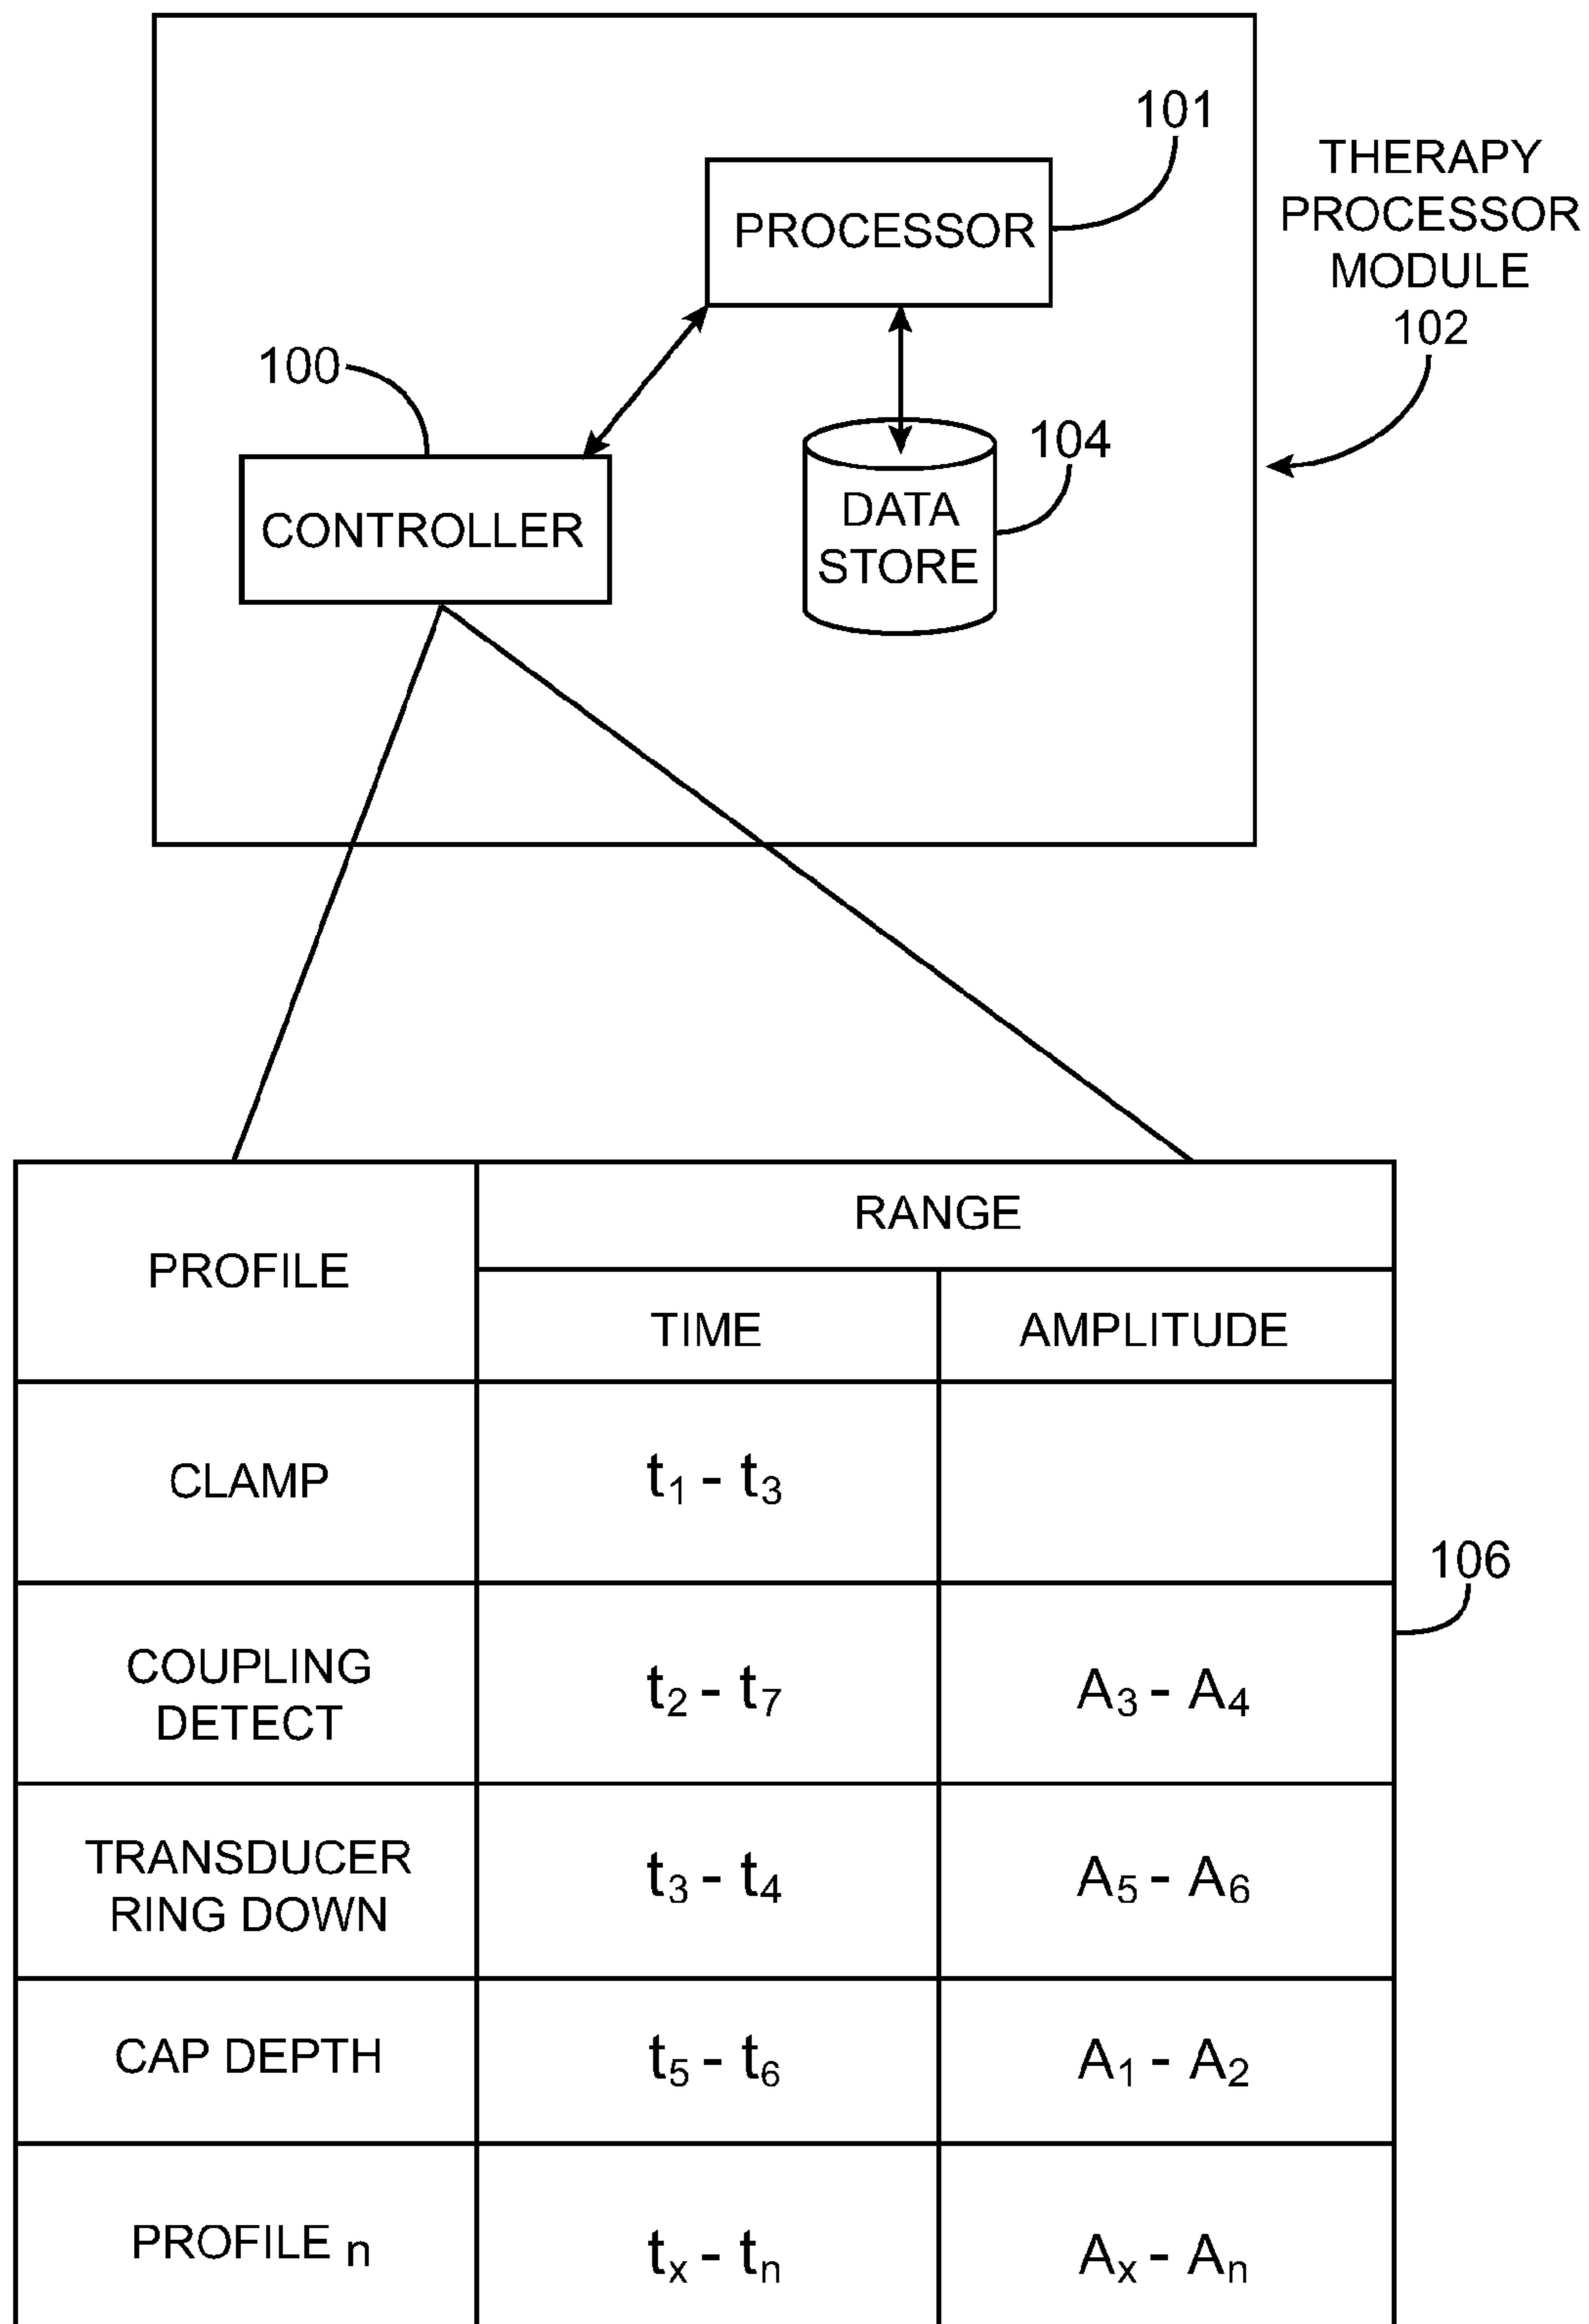 101
THERAPY
PROCESSOR
MODULE
102
PROCESSOR
100
104
CONTROLLER
DATA
STORE
PROFILE
RANGE
TIME
AMPLITUDE
CLAMP
t₁ - t₃
106
COUPLING
DETECT
t₂ - t₇
A₃ - A₄
TRANSDUCER
RING DOWN
t₃ - t₄
A₅ - A₆
CAP DEPTH
t₅ - t₆
A₁ - A₂
PROFILE n
tₓ - tₙ
Aₓ - Aₙ